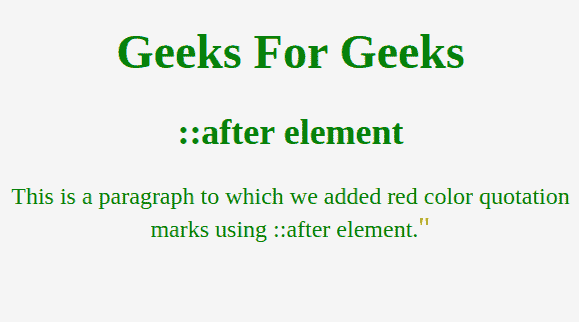 Geeks For Geeks
::after element
This is a paragraph to which we added red color quotation
marks using ::after element."